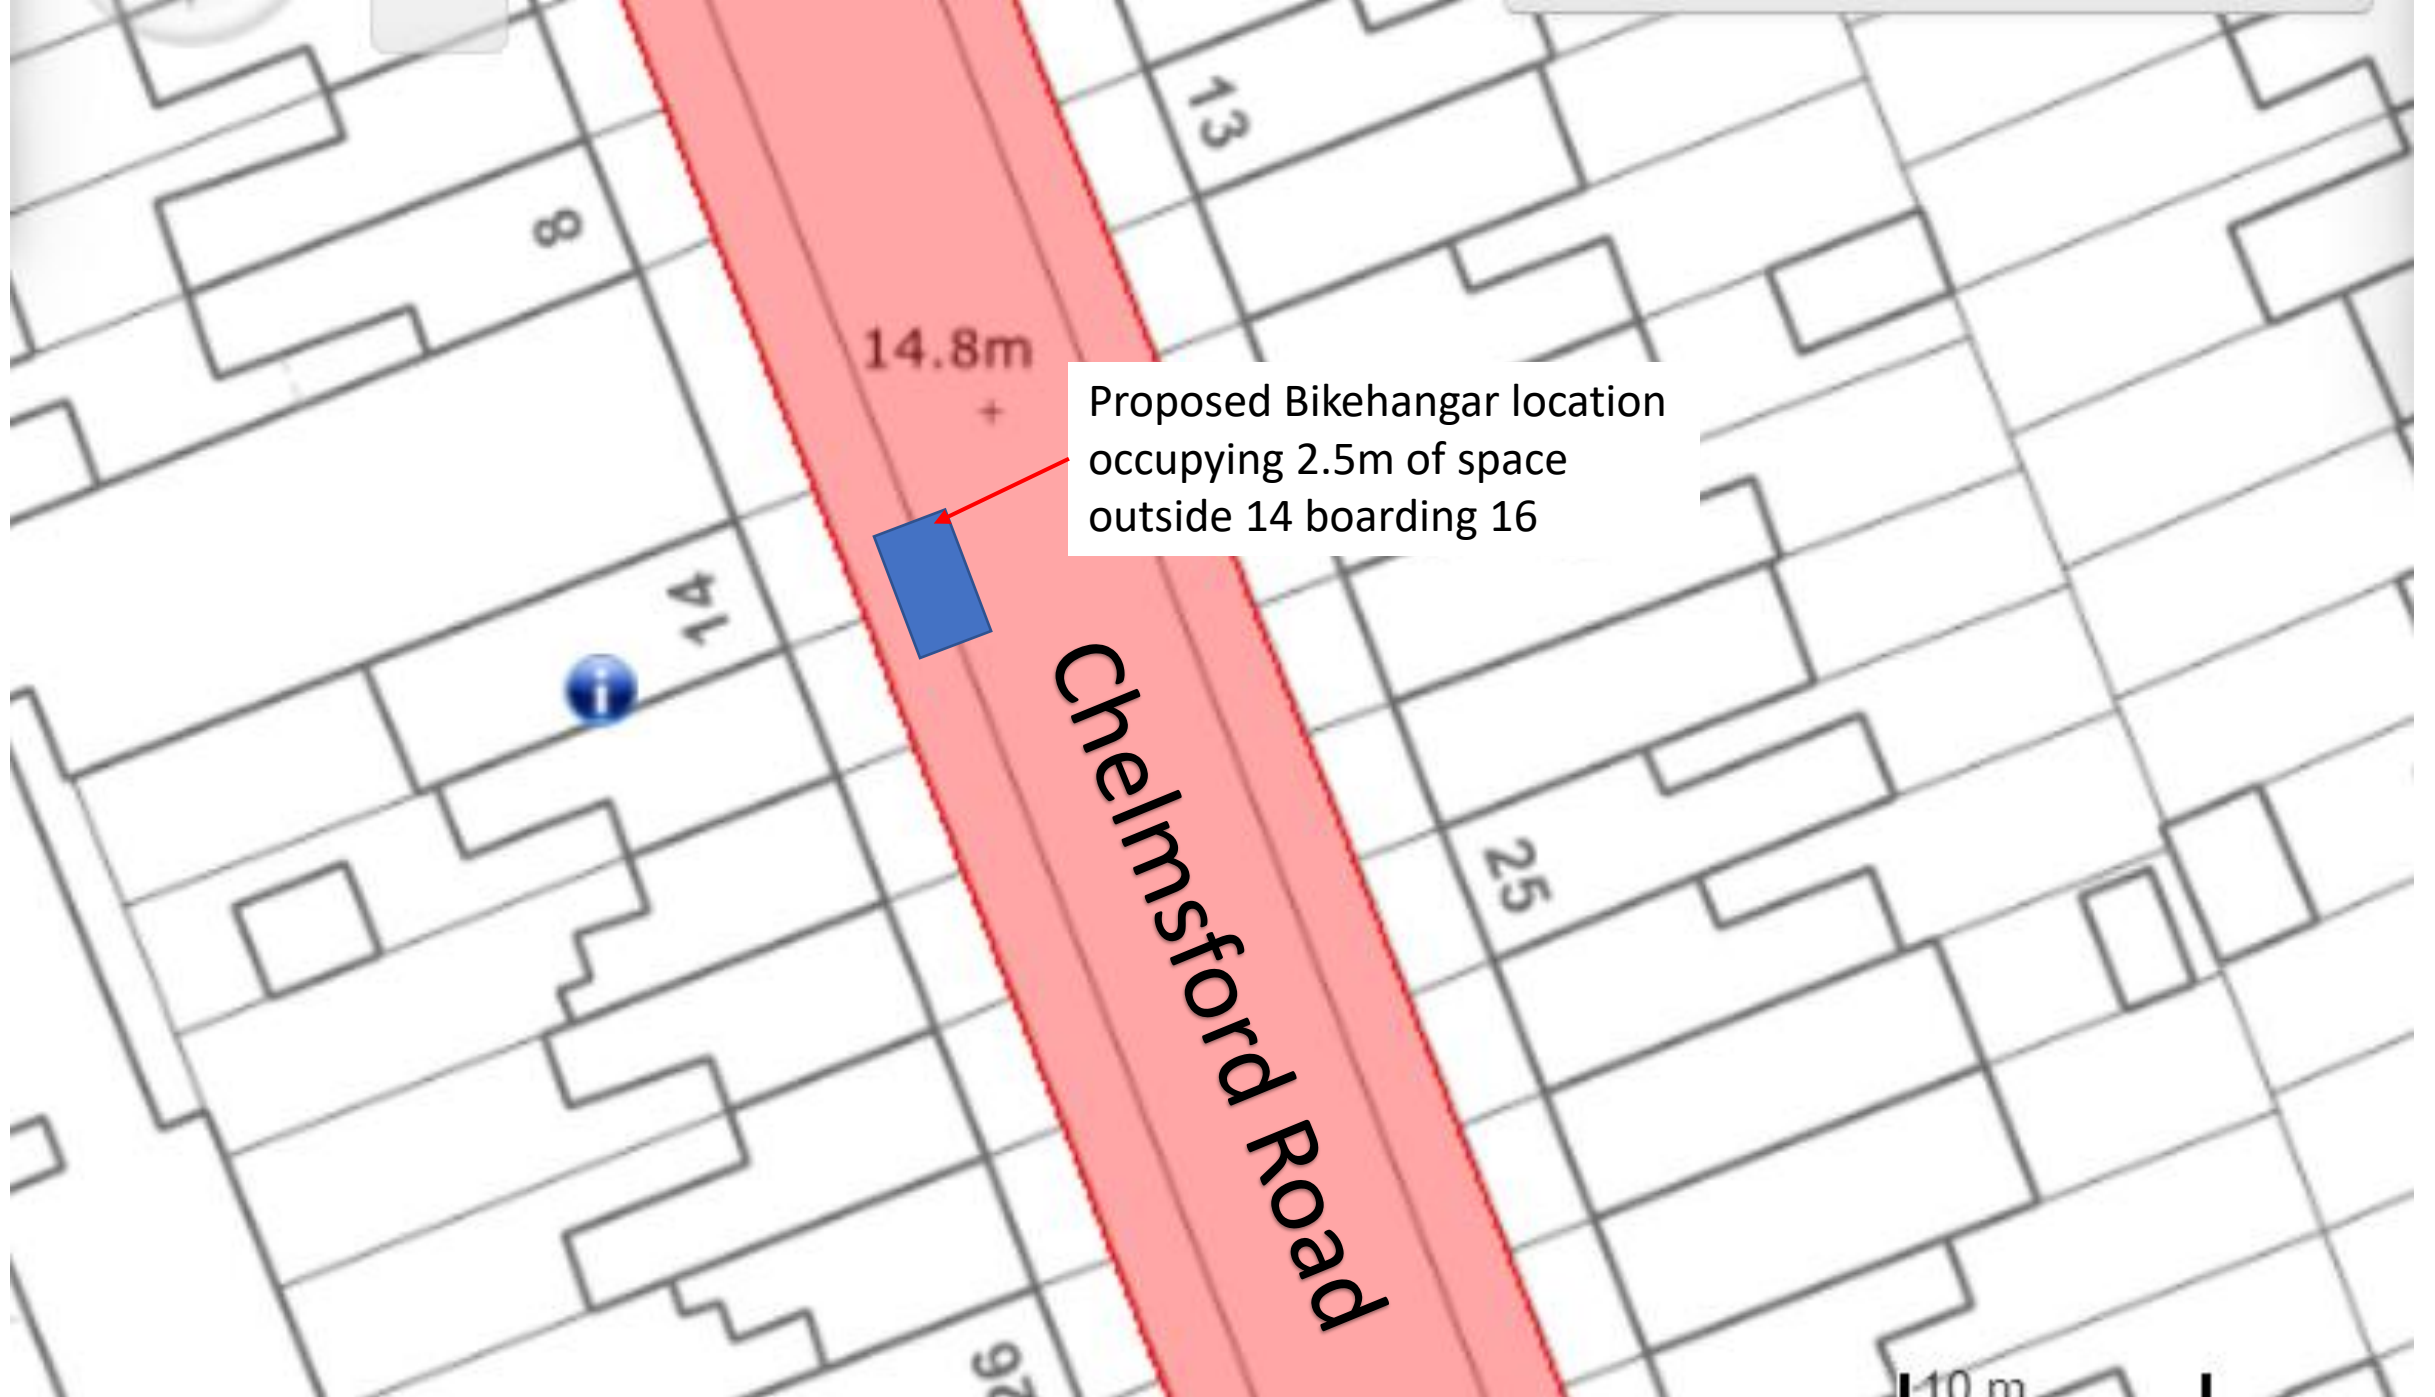 13
8
14.8m
Proposed Bikehangar location
occupying 2.5m of space
outside 14 boarding 16
14
i
Chelmsford Road
25
26
10 m